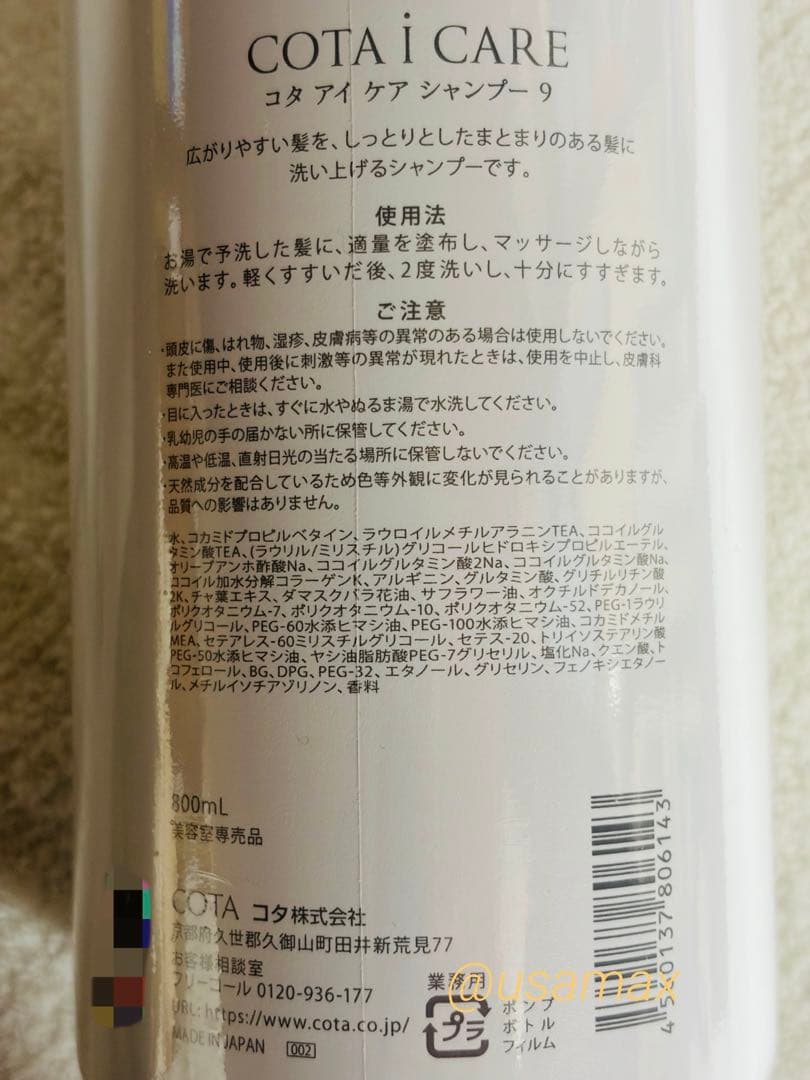 COTA i CARE
コタ アイ ケア シャンプー 9
広がりやすい髪を、しっとりとしたまとまりのある髪に
洗い上げるシャンプーです。
使用法
お湯で予洗した髪に、適量を塗布し、マッサージしながら
洗います。軽くすすいだ後、2度洗いし、十分にすすぎます。
ご注意
・頭皮に傷、はれ物、湿疹、皮膚病等の異常のある場合は使用しないでください。
また使用中、使用後に刺激等の異常が現れたときは、使用を中止し、皮膚科
専門医にご相談ください。
・目に入ったときは、すぐに水やぬるま湯で水洗してください。
・乳幼児の手の届かない所に保管してください。
・高温や低温、直射日光の当たる場所に保管しないでください。
・天然成分を配合しているため色等外観に変化が見られることがありますが、
品質への影響はありません。
水、コカミドプロピルベタイン、ラウロイルメチルアラニンTEA、ココイルグル
タミン酸TEA、(ラウリル/ミリスチル)グリコールヒドロキシプロピルエーテル、
オリーブアンホ酢酸Na、ココイルグルタミン酸2Na、ココイルグルタミン酸Na、
ココイル加水分解コラーゲンK、アルギニン、グルタミン酸、グリチルリチン酸
2K、チャ葉エキス、ダマスクバラ花油、サフラワー油、オクチルドデカノール、
ポリクオタニウム-7、ポリクオタニウム-10、ポリクオタニウム-52、PEG-1ラウリ
ルグリコール、PEG-60水添ヒマシ油、PEG-100水添ヒマシ油、コカミドメチル
MEA、セテアレス-60ミリスチルグリコール、セテス-20、トリイソステアリン酸
PEG-50水添ヒマシ油、ヤシ油脂肪酸PEG-7グリセリル、塩化Na、クエン酸、ト
コフェロール、BG、DPG、PEG-32、エタノール、グリセリン、フェノキシエタノー
ル、メチルイソチアゾリノン、香料
800mL
美容室専売品
COTA コタ株式会社
京都府久世郡久御山町田井新荒見77
お客様相談室
フリーコール 0120-936-177
URL: https://www.cota.co.jp/
MADE IN JAPAN 002
業務用
プラ
ポンプ
ボトル
フィルム
4 560137 806143
@usamax